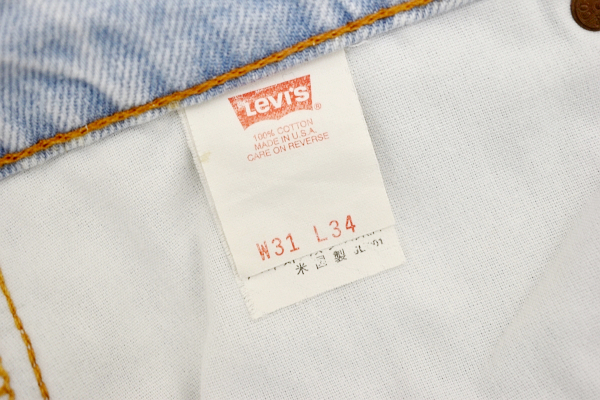 Levi's ®
100% COTTON
MADE IN U.S.A.
CARE ON REVERSE
W31 L34
米国製